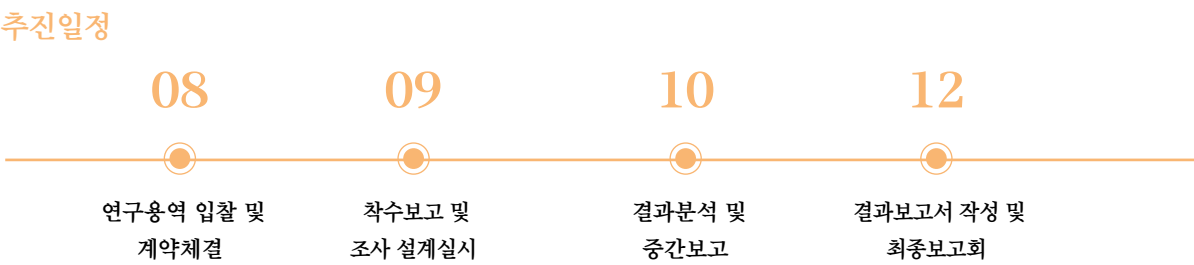 추진일정
08
09
10
12
연구용역 입찰 및
계약체결
착수보고 및
조사 설계실시
결과분석 및
중간보고
결과보고서 작성 및
최종보고회